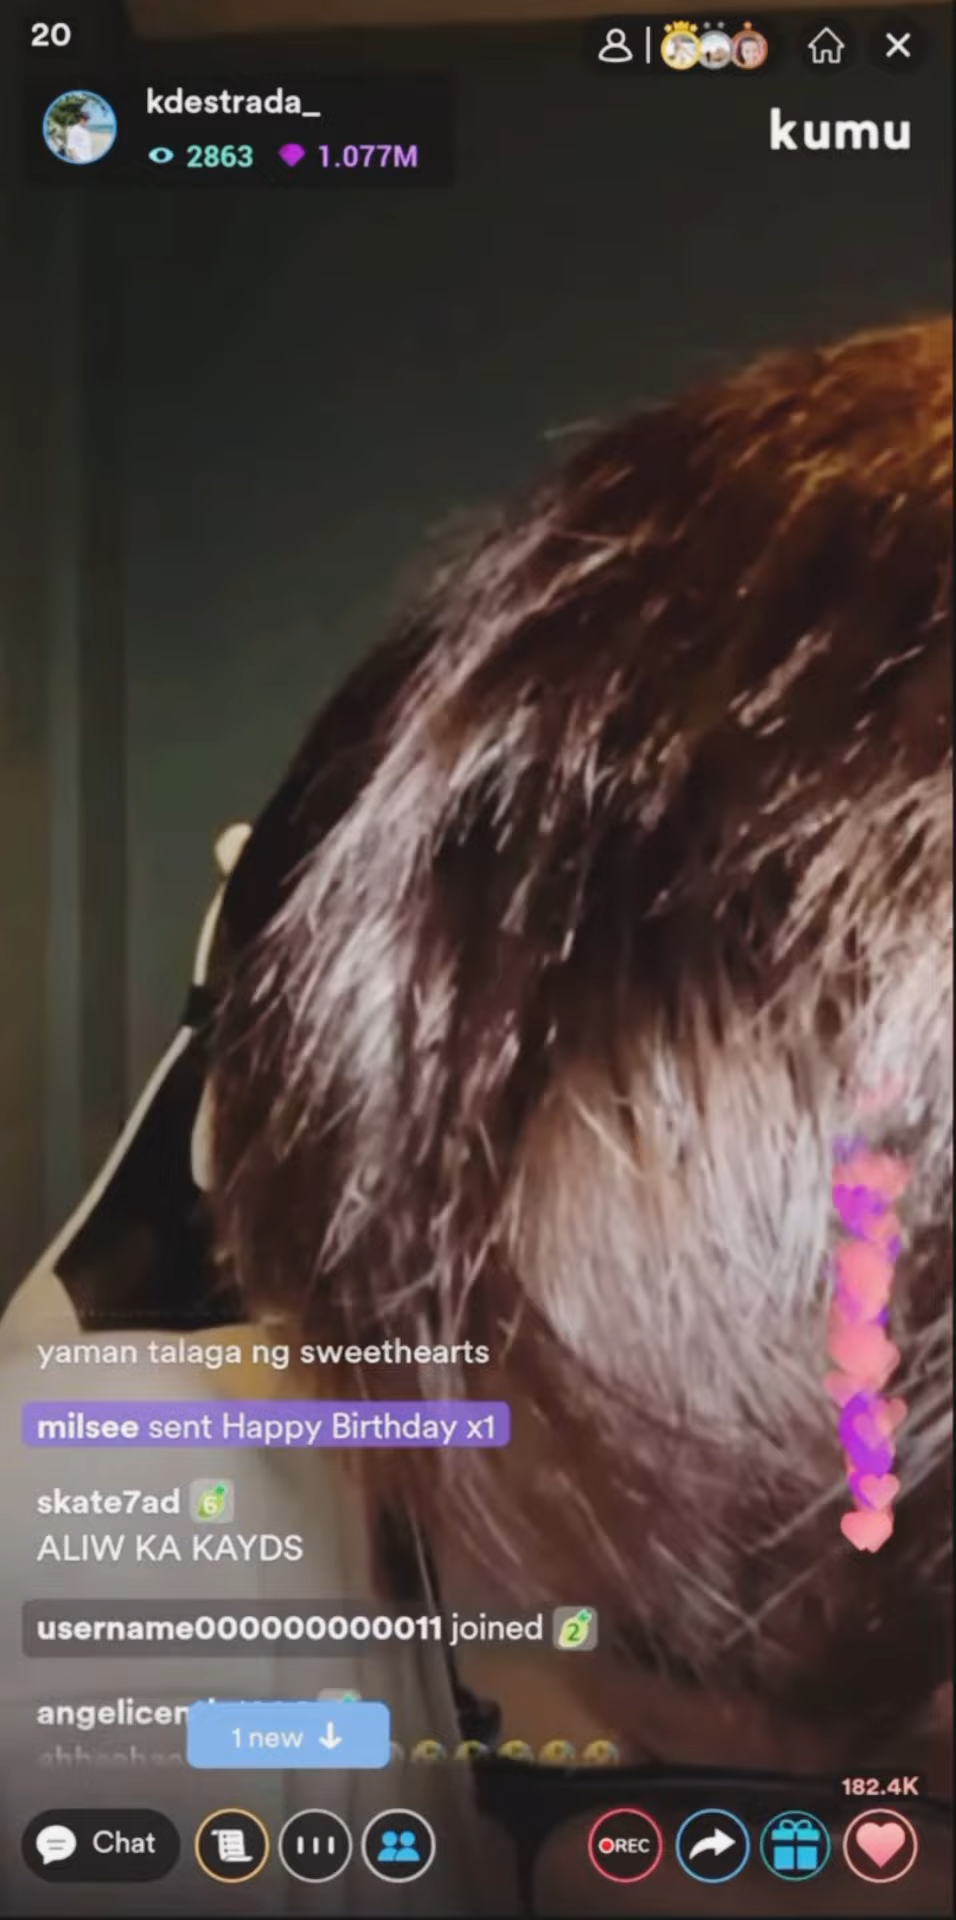 20
kdestrada_
2863 1.077M
kumu
yaman talaga ng sweethearts
milsee sent Happy Birthday x1
skate7ad 6
ALIW KA KAYDS
username000000000011 joined 2
1 new
182.4K
Chat
REC